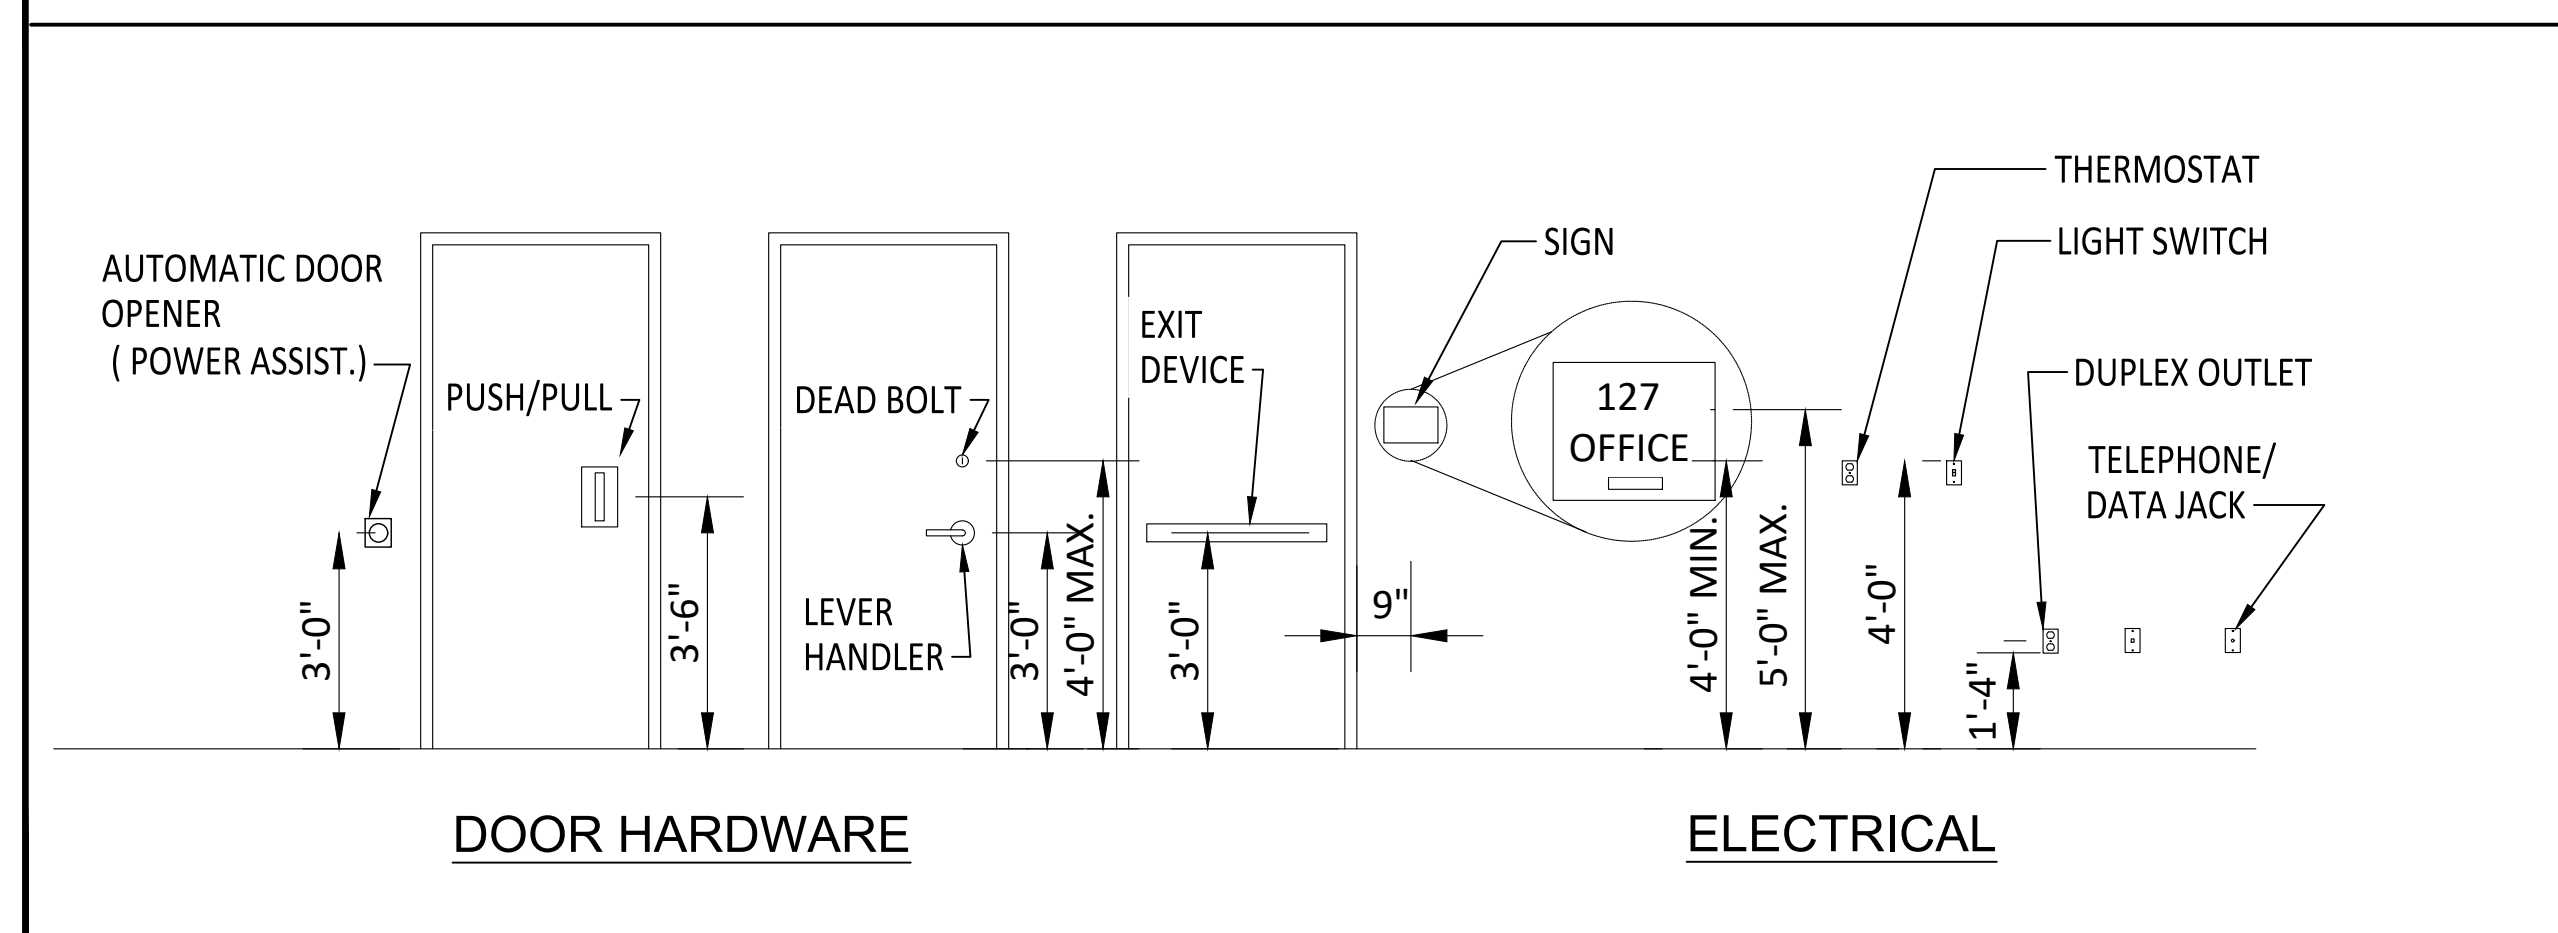 AUTOMATIC DOOR
OPENER
( POWER ASSIST.)
3'-0"
PUSH/PULL
3'-6"
DEAD BOLT
LEVER
HANDLER
3'-0"
4'-0" MAX.
EXIT
DEVICE
3'-0"
9"
SIGN
127
OFFICE
4'-0" MIN.
5'-0" MAX.
4'-0"
1'-4"
THERMOSTAT
LIGHT SWITCH
DUPLEX OUTLET
TELEPHONE/
DATA JACK
DOOR HARDWARE
ELECTRICAL